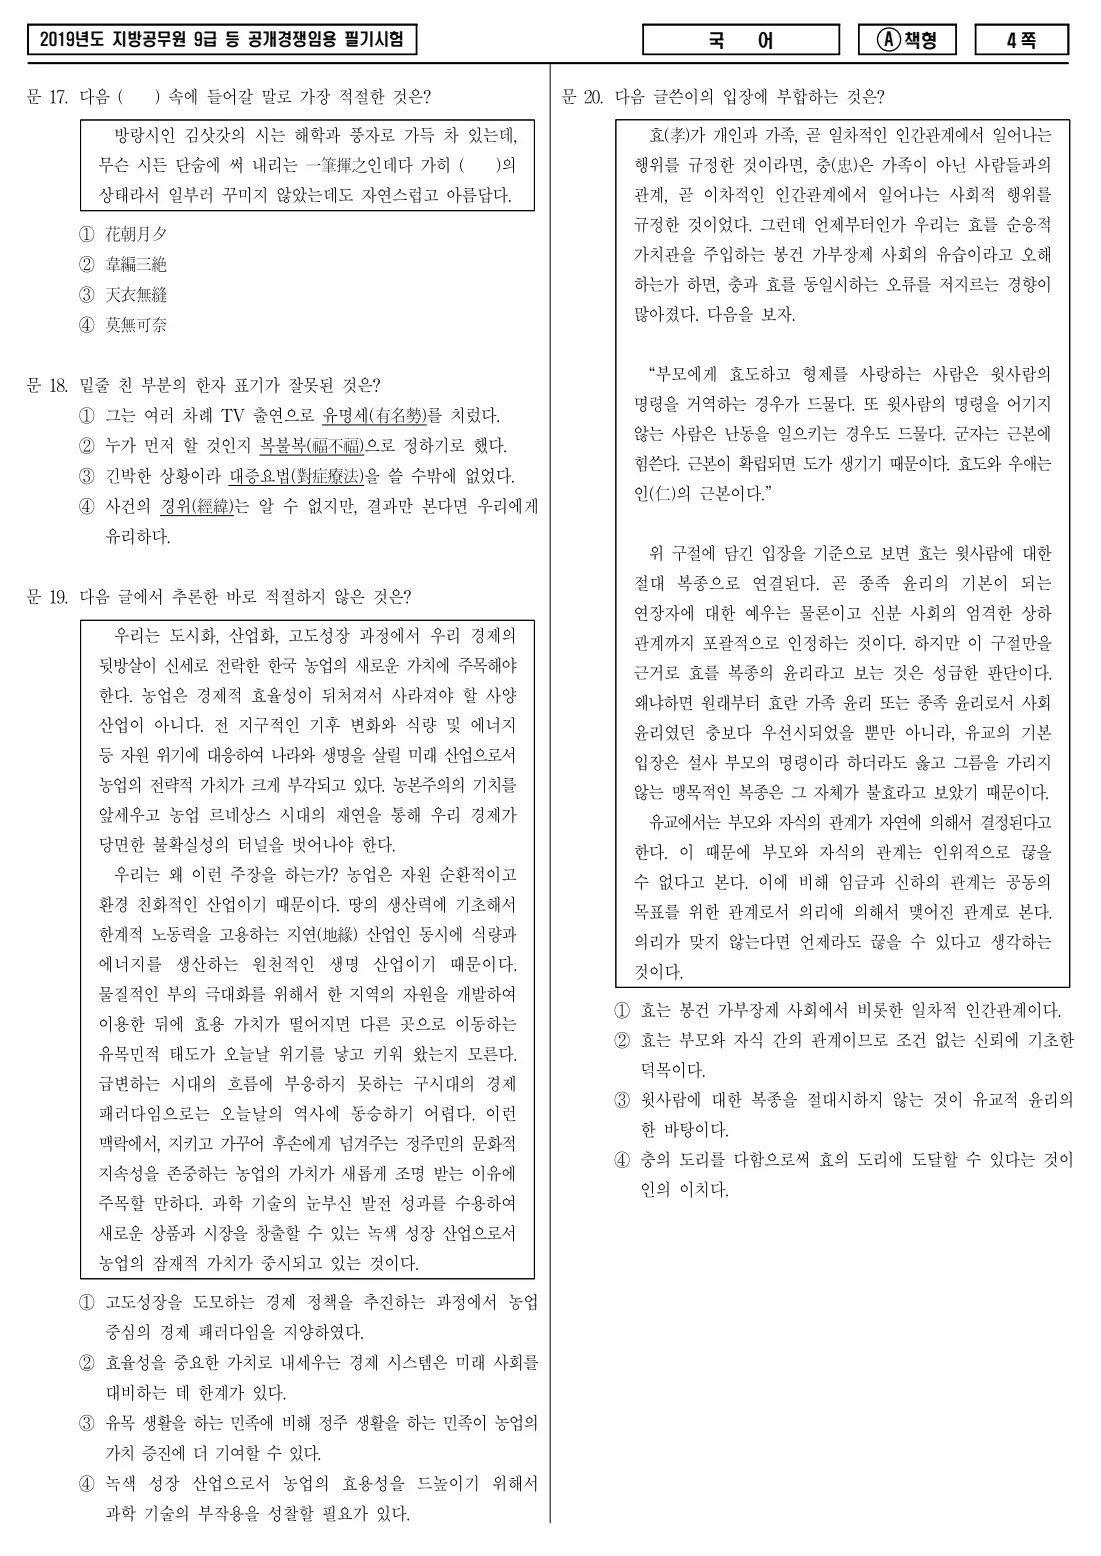 2019년도 지방공무원 9급 등 공개경쟁임용 필기시험
국 어
Ⓐ 책형
4쪽
문 17. 다음 (    ) 속에 들어갈 말로 가장 적절한 것은?
방랑시인 김삿갓의 시는 해학과 풍자로 가득 차 있는데,
무슨 시든 단숨에 써 내리는 一筆揮之인데다 가히 (    )의
상태라서 일부러 꾸미지 않았는데도 자연스럽고 아름답다.
① 花朝月夕
② 韋編三絶
③ 天衣無縫
④ 莫無可奈
문 18. 밑줄 친 부분의 한자 표기가 잘못된 것은?
① 그는 여러 차례 TV 출연으로 유명세(有名勢)를 치렀다.
② 누가 먼저 할 것인지 복불복(福不福)으로 정하기로 했다.
③ 긴박한 상황이라 대증요법(對症療法)을 쓸 수밖에 없었다.
④ 사건의 경위(經緯)는 알 수 없지만, 결과만 본다면 우리에게
유리하다.
문 19. 다음 글에서 추론한 바로 적절하지 않은 것은?
우리는 도시화, 산업화, 고도성장 과정에서 우리 경제의
뒷방살이 신세로 전락한 한국 농업의 새로운 가치에 주목해야
한다. 농업은 경제적 효율성이 뒤처져서 사라져야 할 사양
산업이 아니다. 전 지구적인 기후 변화와 식량 및 에너지
등 자원 위기에 대응하여 나라와 생명을 살릴 미래 산업으로서
농업의 전략적 가치가 크게 부각되고 있다. 농본주의의 기치를
앞세우고 농업 르네상스 시대의 재연을 통해 우리 경제가
당면한 불확실성의 터널을 벗어나야 한다.
우리는 왜 이런 주장을 하는가? 농업은 자원 순환적이고
환경 친화적인 산업이기 때문이다. 땅의 생산력에 기초해서
한계적 노동력을 고용하는 지연(地緣) 산업인 동시에 식량과
에너지를 생산하는 원천적인 생명 산업이기 때문이다.
물질적인 부의 극대화를 위해서 한 지역의 자원을 개발하여
이용한 뒤에 효용 가치가 떨어지면 다른 곳으로 이동하는
유목민적 태도가 오늘날 위기를 낳고 키워 왔는지 모른다.
급변하는 시대의 흐름에 부응하지 못하는 구시대의 경제
패러다임으로는 오늘날의 역사에 동승하기 어렵다. 이런
맥락에서, 지키고 가꾸어 후손에게 넘겨주는 정주민의 문화적
지속성을 존중하는 농업의 가치가 새롭게 조명 받는 이유에
주목할 만하다. 과학 기술의 눈부신 발전 성과를 수용하여
새로운 상품과 시장을 창출할 수 있는 녹색 성장 산업으로서
농업의 잠재적 가치가 중시되고 있는 것이다.
① 고도성장을 도모하는 경제 정책을 추진하는 과정에서 농업
중심의 경제 패러다임을 지양하였다.
② 효율성을 중요한 가치로 내세우는 경제 시스템은 미래 사회를
대비하는 데 한계가 있다.
③ 유목 생활을 하는 민족에 비해 정주 생활을 하는 민족이 농업의
가치 증진에 더 기여할 수 있다.
④ 녹색 성장 산업으로서 농업의 효용성을 드높이기 위해서
과학 기술의 부작용을 성찰할 필요가 있다.
문 20. 다음 글쓴이의 입장에 부합하는 것은?
효(孝)가 개인과 가족, 곧 일차적인 인간관계에서 일어나는
행위를 규정한 것이라면, 충(忠)은 가족이 아닌 사람들과의
관계, 곧 이차적인 인간관계에서 일어나는 사회적 행위를
규정한 것이었다. 그런데 언제부터인가 우리는 효를 순응적
가치관을 주입하는 봉건 가부장제 사회의 유습이라고 오해
하는가 하면, 충과 효를 동일시하는 오류를 저지르는 경향이
많아졌다. 다음을 보자.
“부모에게 효도하고 형제를 사랑하는 사람은 윗사람의
명령을 거역하는 경우가 드물다. 또 윗사람의 명령을 어기지
않는 사람은 난동을 일으키는 경우도 드물다. 군자는 근본에
힘쓴다. 근본이 확립되면 도가 생기기 때문이다. 효도와 우애는
인(仁)의 근본이다.”
위 구절에 담긴 입장을 기준으로 보면 효는 윗사람에 대한
절대 복종으로 연결된다. 곧 종족 윤리의 기본이 되는
연장자에 대한 예우는 물론이고 신분 사회의 엄격한 상하
관계까지 포괄적으로 인정하는 것이다. 하지만 이 구절만을
근거로 효를 복종의 윤리라고 보는 것은 성급한 판단이다.
왜냐하면 원래부터 효란 가족 윤리 또는 종족 윤리로서 사회
윤리였던 충보다 우선시되었을 뿐만 아니라, 유교의 기본
입장은 설사 부모의 명령이라 하더라도 옳고 그름을 가리지
않는 맹목적인 복종은 그 자체가 불효라고 보았기 때문이다.
유교에서는 부모와 자식의 관계가 자연에 의해서 결정된다고
한다. 이 때문에 부모와 자식의 관계는 인위적으로 끊을
수 없다고 본다. 이에 비해 임금과 신하의 관계는 공동의
목표를 위한 관계로서 의리에 의해서 맺어진 관계로 본다.
의리가 맞지 않는다면 언제라도 끊을 수 있다고 생각하는
것이다.
① 효는 봉건 가부장제 사회에서 비롯한 일차적 인간관계이다.
② 효는 부모와 자식 간의 관계이므로 조건 없는 신뢰에 기초한
덕목이다.
③ 윗사람에 대한 복종을 절대시하지 않는 것이 유교적 윤리의
한 바탕이다.
④ 충의 도리를 다함으로써 효의 도리에 도달할 수 있다는 것이
인의 이치다.